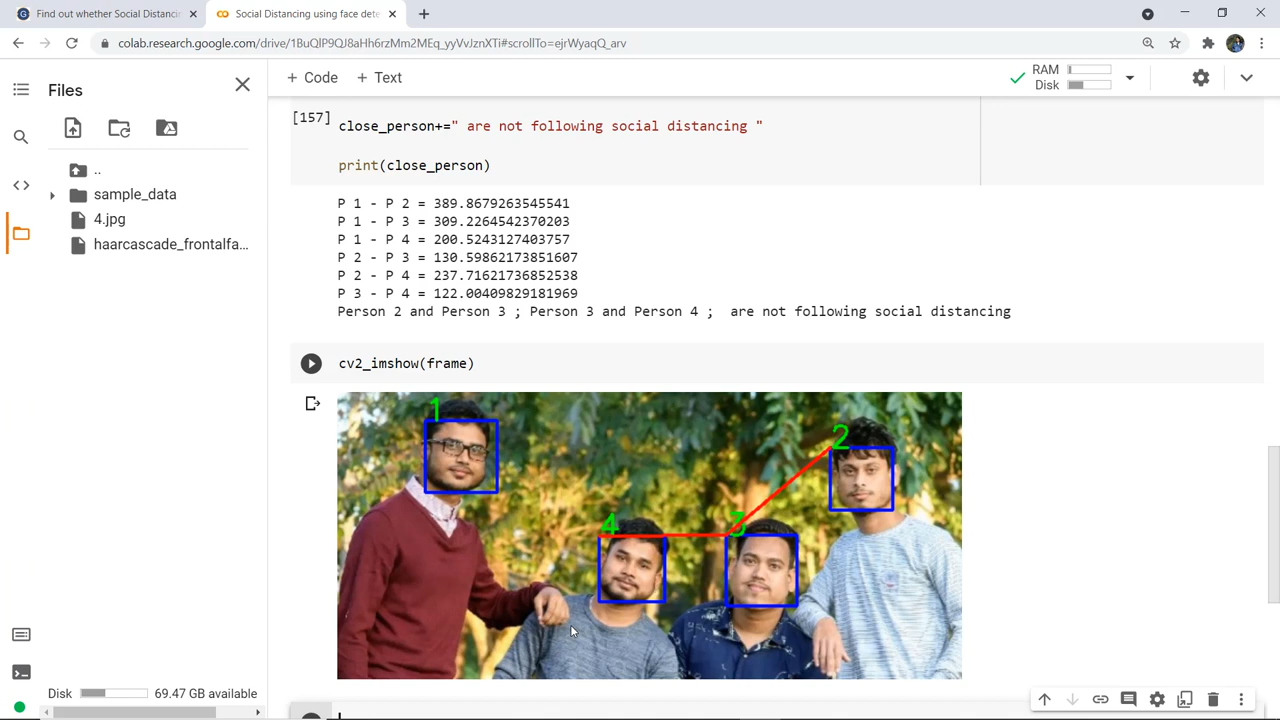 Find out whether Social Distancin
Social Distancing using face dete
colab.research.google.com/drive/1BuQlP9QJ8aHh6rzMm2MEq_yyVvJznXTi#scrollTo=ejrWyaqQ_arv
Files
+ Code + Text
RAM
Disk
..
sample_data
4.jpg
haarcascade_frontalfa...
[157]
close_person+=" are not following social distancing "
print(close_person)
P 1 - P 2 = 389.8679263545541
P 1 - P 3 = 309.2264542370203
P 1 - P 4 = 200.5243127403757
P 2 - P 3 = 130.59862173851607
P 2 - P 4 = 237.71621736852538
P 3 - P 4 = 122.00409829181969
Person 2 and Person 3 ; Person 3 and Person 4 ;  are not following social distancing
cv2_imshow(frame)
1
2
4
3
Disk
69.47 GB available